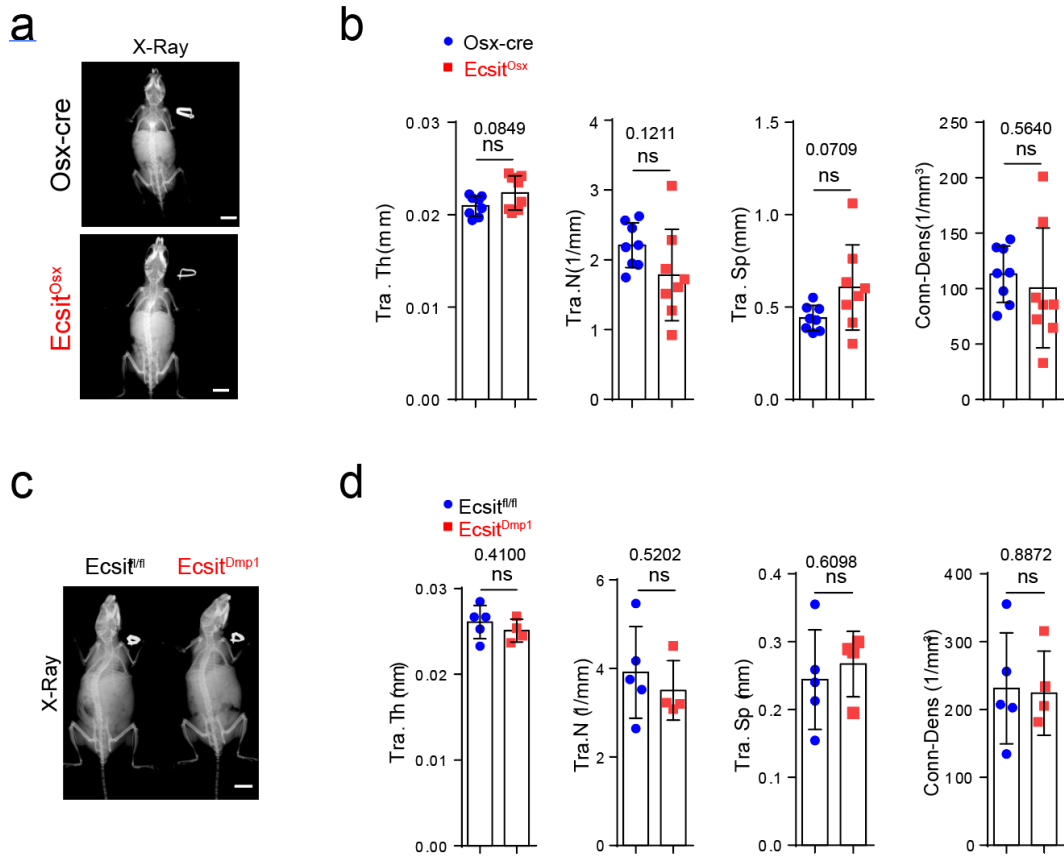 a
X-Ray
Osx-cre
EcsitOsx
b
Osx-cre
EcsitOsx
Tra. Th(mm)
0.03
0.02
0.01
0.00
0.0849
ns
Tra.N(1/mm)
4
3
2
1
0
0.1211
ns
Tra. Sp(mm)
1.5
1.0
0.5
0.0
0.0709
ns
Conn-Dens(1/mm³)
250
200
150
100
50
0
0.5640
ns
c
Ecsitfl/fl
EcsitDmp1
X-Ray
d
Ecsitfl/fl
EcsitDmp1
Tra. Th (mm)
0.03
0.02
0.01
0.00
0.4100
ns
Tra.N (l/mm)
6
4
2
0
0.5202
ns
Tra. Sp (mm)
0.4
0.3
0.2
0.1
0.0
0.6098
ns
Conn-Dens (1/mm³)
400
300
200
100
0
0.8872
ns